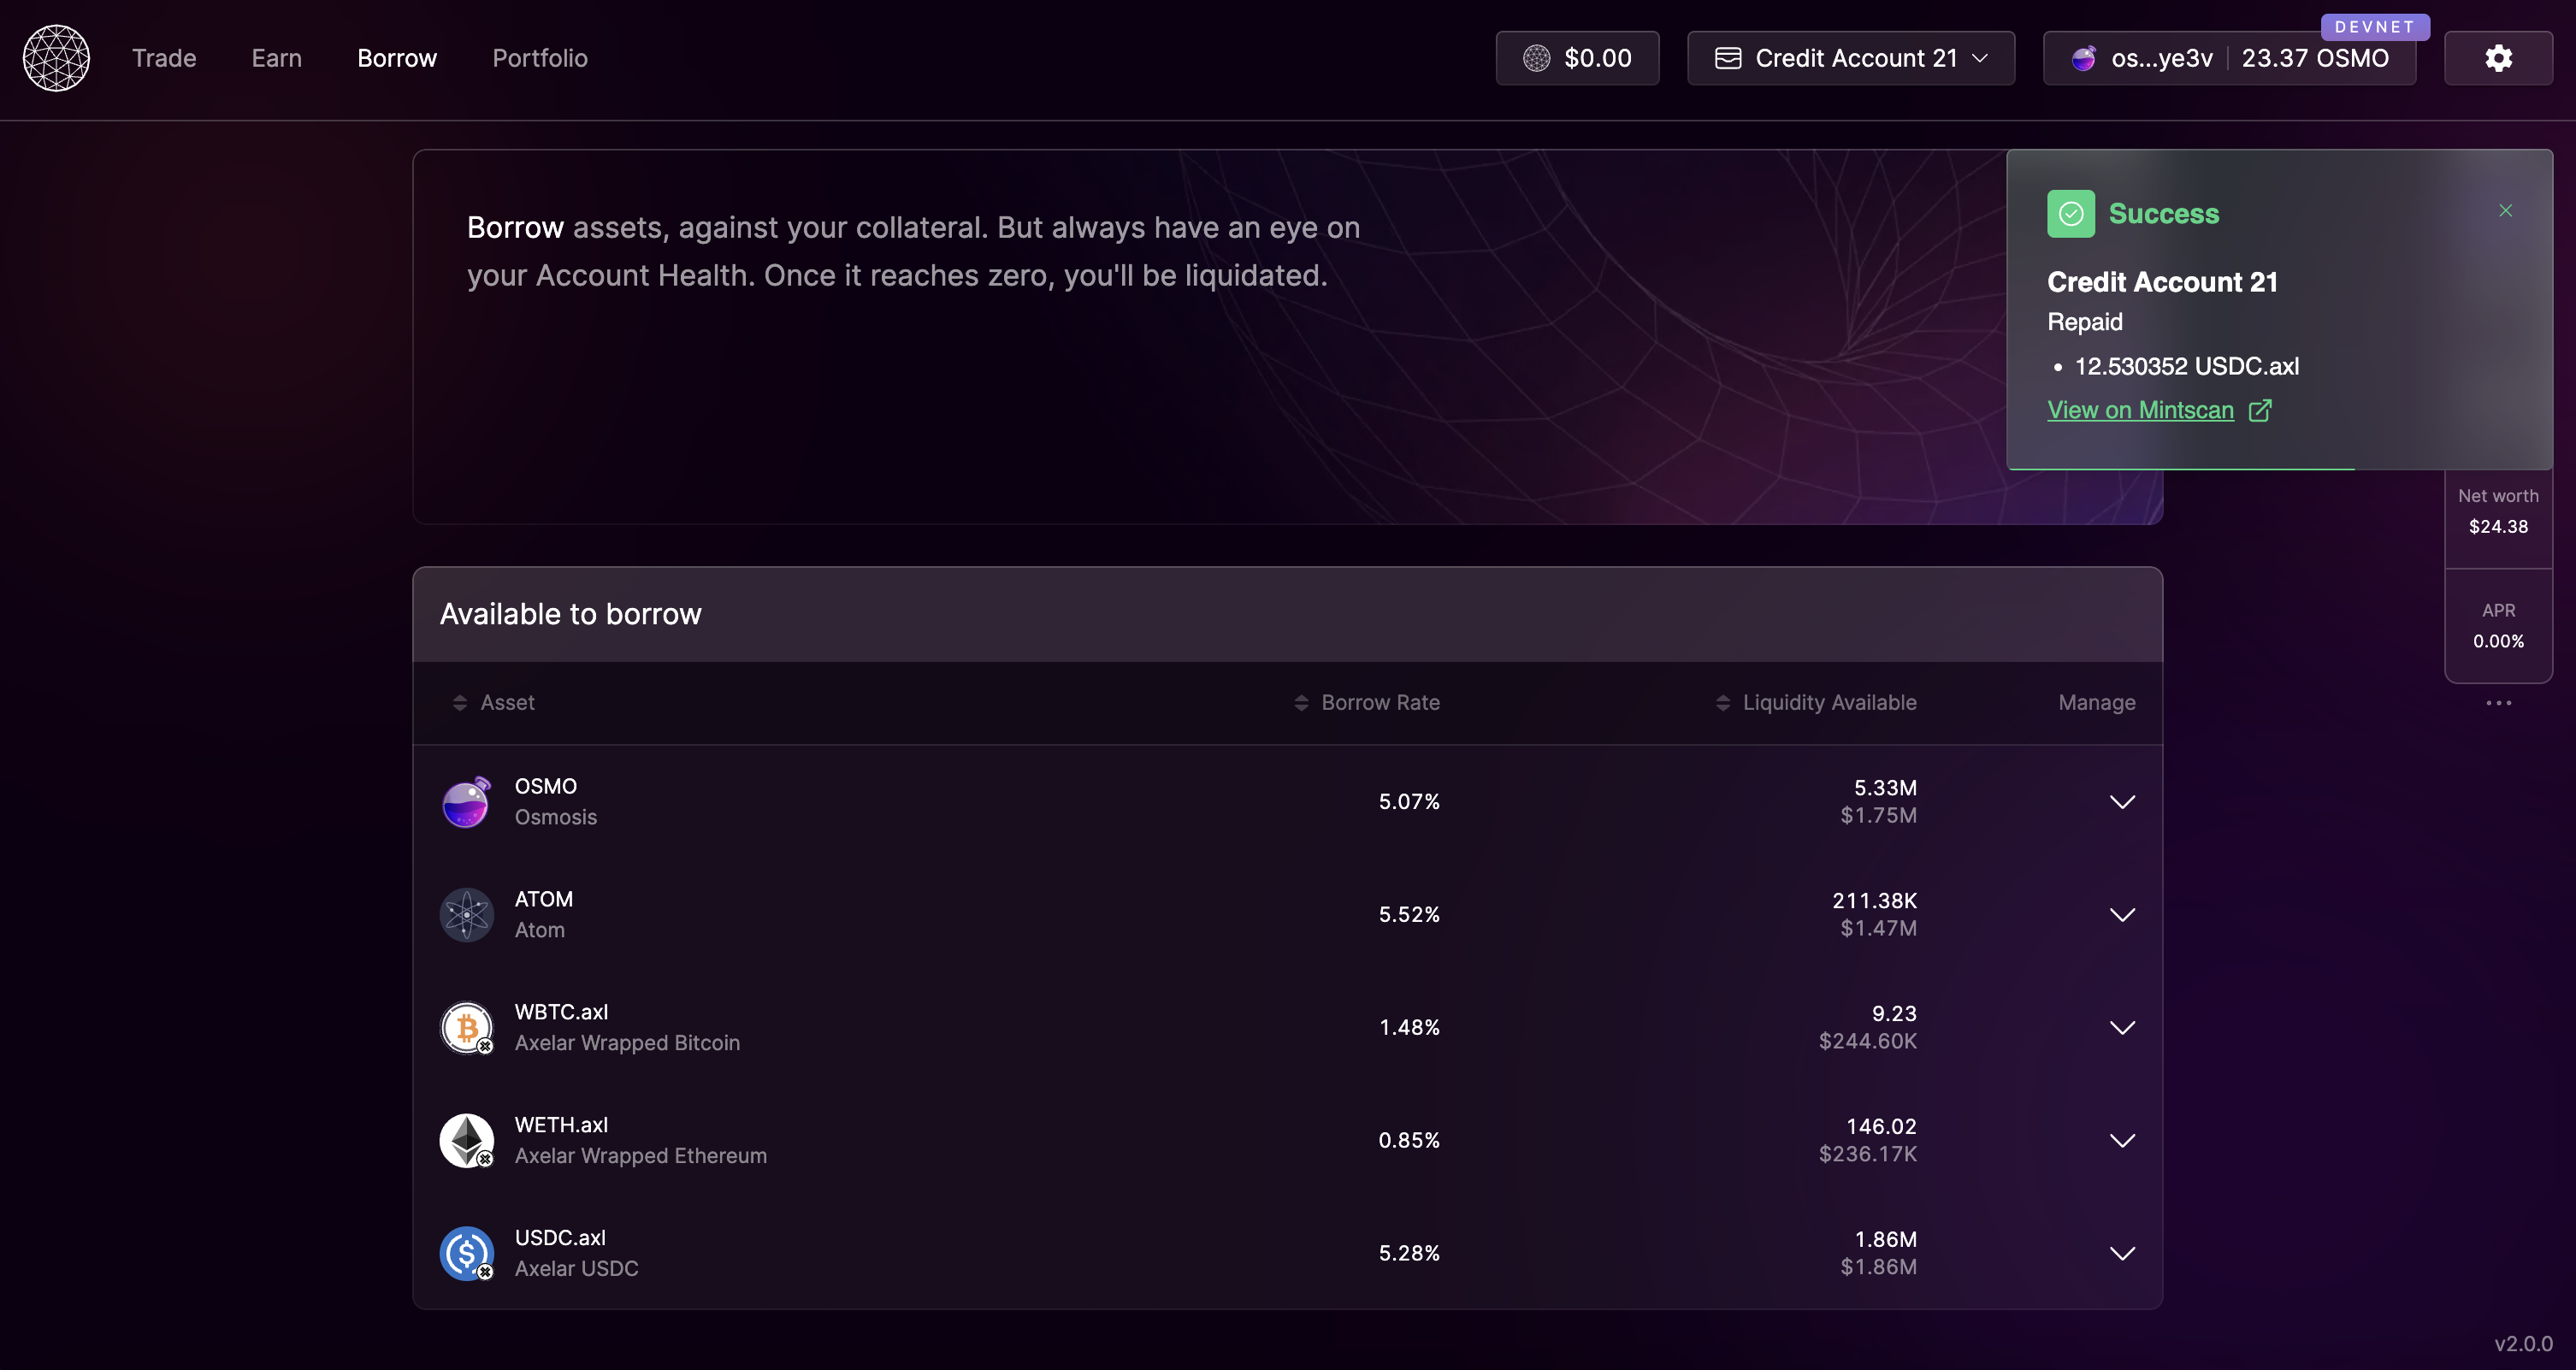 Trade
Earn
Borrow
Portfolio
$0.00
Credit Account 21
DEVNET
os...ye3v
23.37 OSMO
Borrow assets, against your collateral. But always have an eye on
your Account Health. Once it reaches zero, you'll be liquidated.
Success
Credit Account 21
Repaid
• 12.530352 USDC.axl
View on Mintscan
Net worth
$24.38
APR
0.00%
Available to borrow
Asset
Borrow Rate
Liquidity Available
Manage
OSMO
Osmosis
5.07%
5.33M
$1.75M
ATOM
Atom
5.52%
211.38K
$1.47M
WBTC.axl
Axelar Wrapped Bitcoin
1.48%
9.23
$244.60K
WETH.axl
Axelar Wrapped Ethereum
0.85%
146.02
$236.17K
USDC.axl
Axelar USDC
5.28%
1.86M
$1.86M
v2.0.0